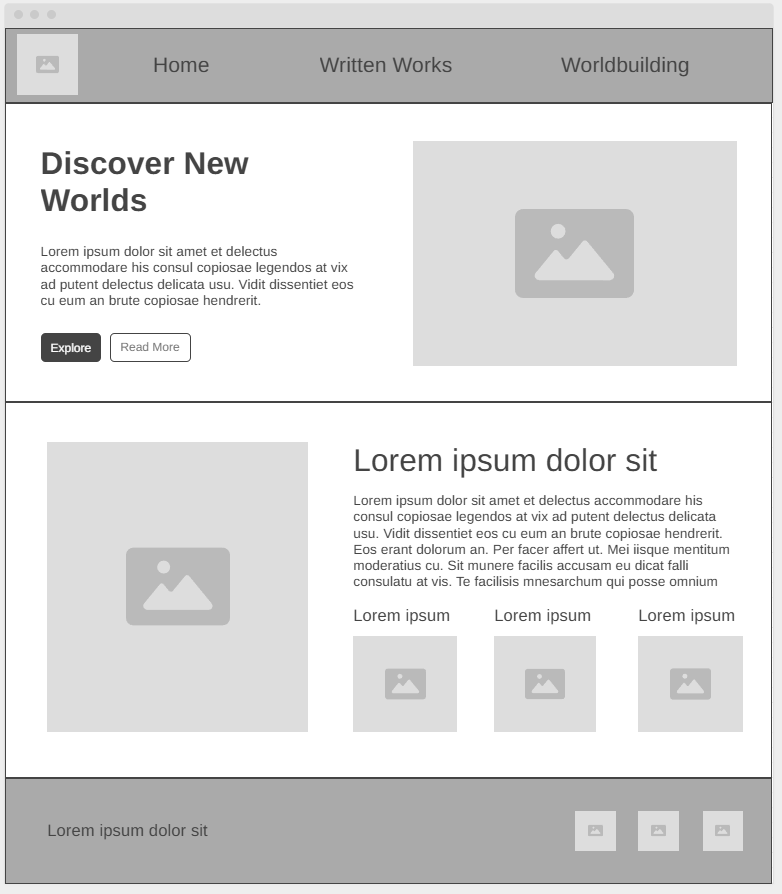 Home
Written Works
Worldbuilding
Discover New
Worlds
Lorem ipsum dolor sit amet et delectus
accommodare his consul copiosae legendos at vix
ad putent delectus delicata usu. Vidit dissentiet eos
cu eum an brute copiosae hendrerit.
Explore
Read More
Lorem ipsum dolor sit
Lorem ipsum dolor sit amet et delectus accommodare his
consul copiosae legendos at vix ad putent delectus delicata
usu. Vidit dissentiet eos cu eum an brute copiosae hendrerit.
Eos erant dolorum an. Per facer affert ut. Mei iisque mentitum
moderatius cu. Sit munere facilis accusam eu dicat falli
consulatu at vis. Te facilisis mnesarchum qui posse omnium
Lorem ipsum
Lorem ipsum
Lorem ipsum
Lorem ipsum dolor sit